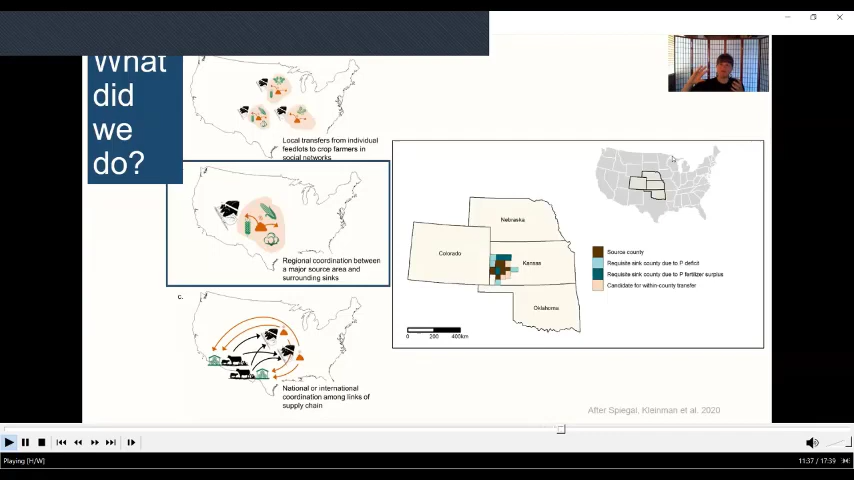 What
did
we
do?
Local transfers from individual
feedlots to crop farmers in
social networks
Regional coordination between
a major source area and
surrounding sinks
c.
National or international
coordination among links of
supply chain
Nebraska
Colorado
Kansas
Oklahoma
0 200 400km
Source county
Requisite sink county due to P deficit
Requisite sink county due to P fertilizer surplus
Candidate for within-county transfer
After Spiegal, Kleinman et al. 2020
Playing [H/W]
11:37 / 17:39